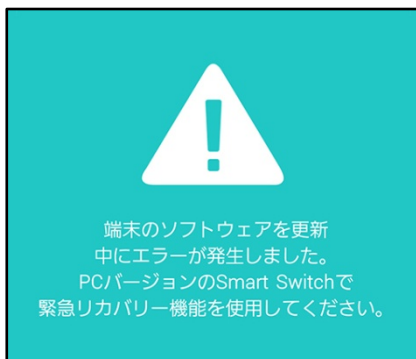 端末のソフトウェアを更新
中にエラーが発生しました。
PCバージョンのSmart Switchで
緊急リカバリー機能を使用してください。